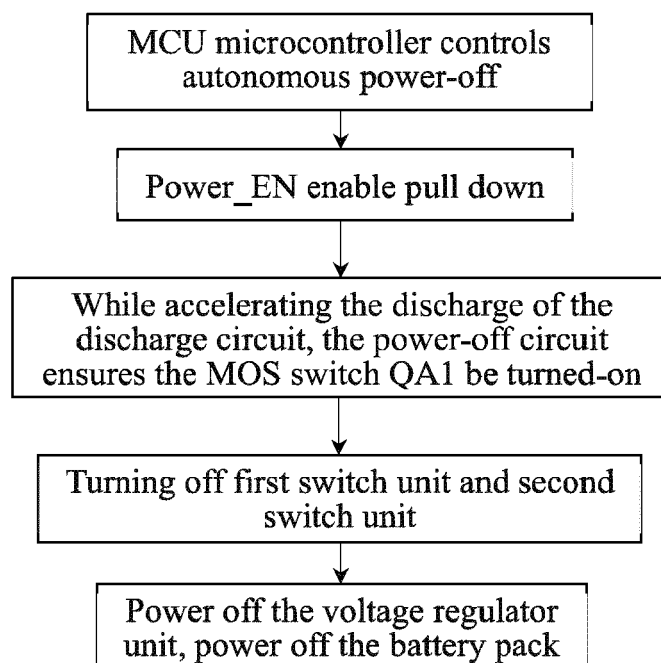 MCU microcontroller controls
autonomous power-off
Power_EN enable pull down
While accelerating the discharge of the
discharge circuit, the power-off circuit
ensures the MOS switch QA1 be turned-on
Turning off first switch unit and second
switch unit
Power off the voltage regulator
unit, power off the battery pack